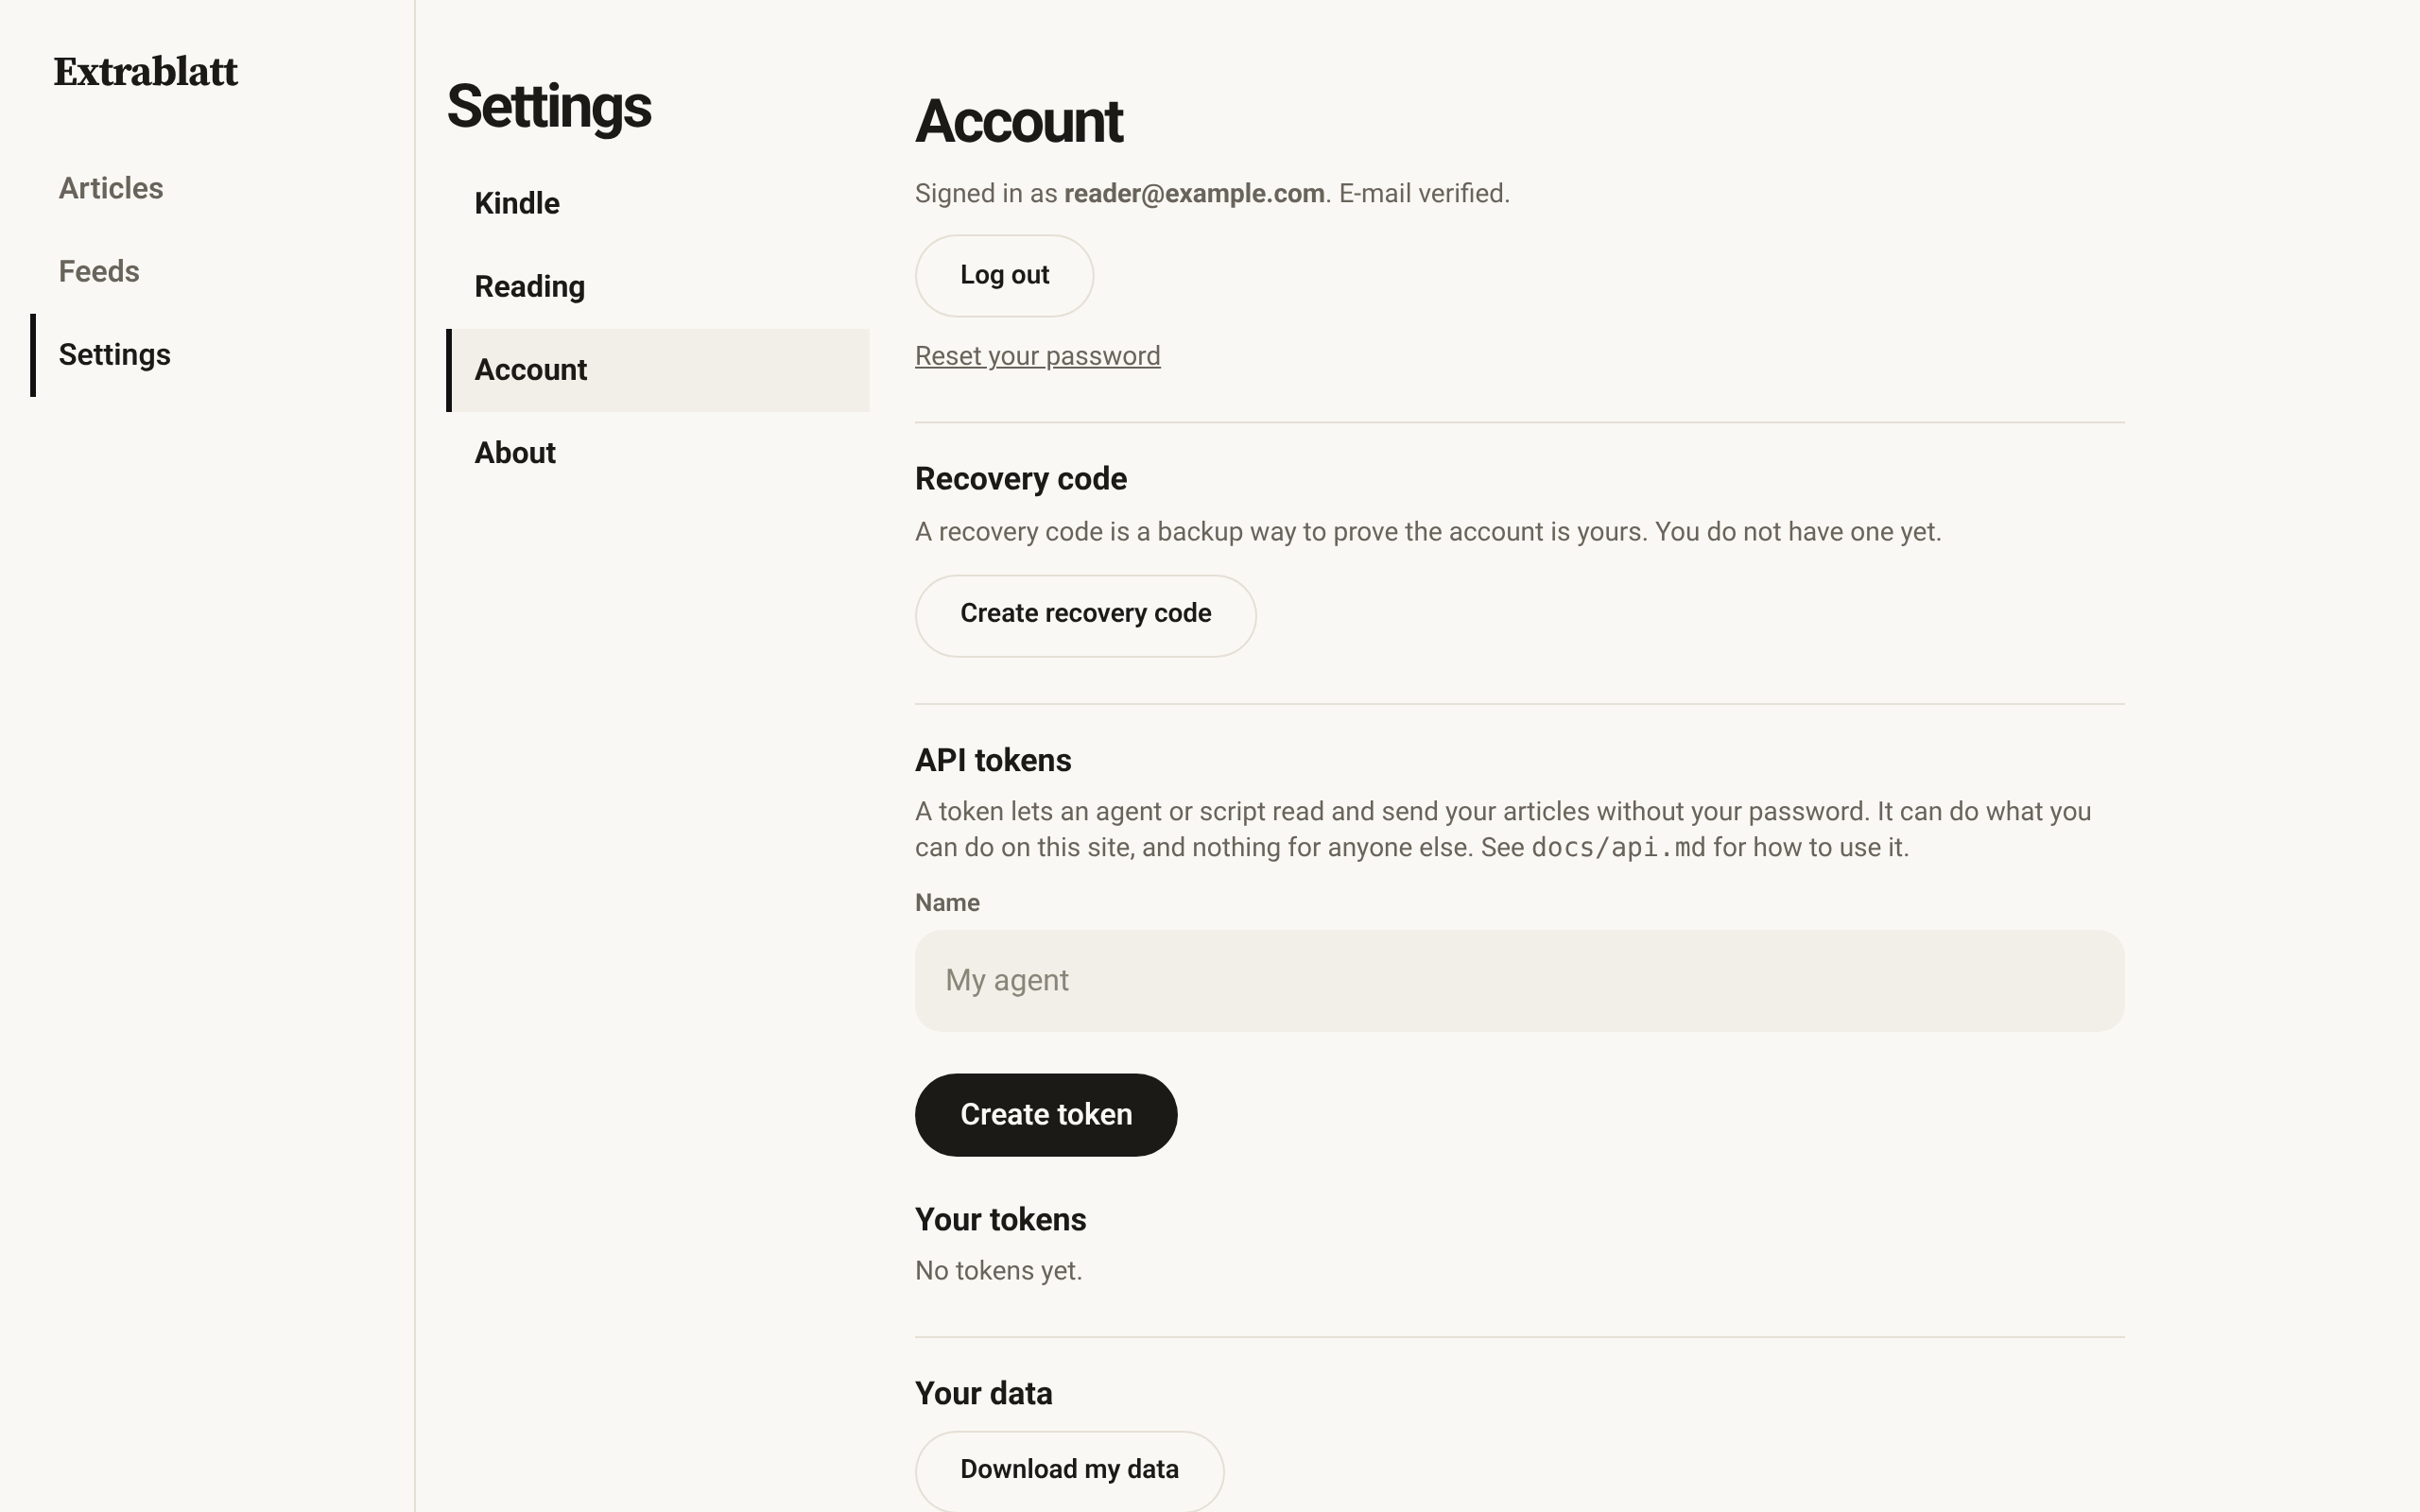 Extrablatt
Articles
Feeds
Settings
Settings
Kindle
Reading
Account
About
Account
Signed in as reader@example.com. E-mail verified.
Log out
Reset your password
Recovery code
A recovery code is a backup way to prove the account is yours. You do not have one yet.
Create recovery code
API tokens
A token lets an agent or script read and send your articles without your password. It can do what you
can do on this site, and nothing for anyone else. See docs/api.md for how to use it.
Name
My agent
Create token
Your tokens
No tokens yet.
Your data
Download my data